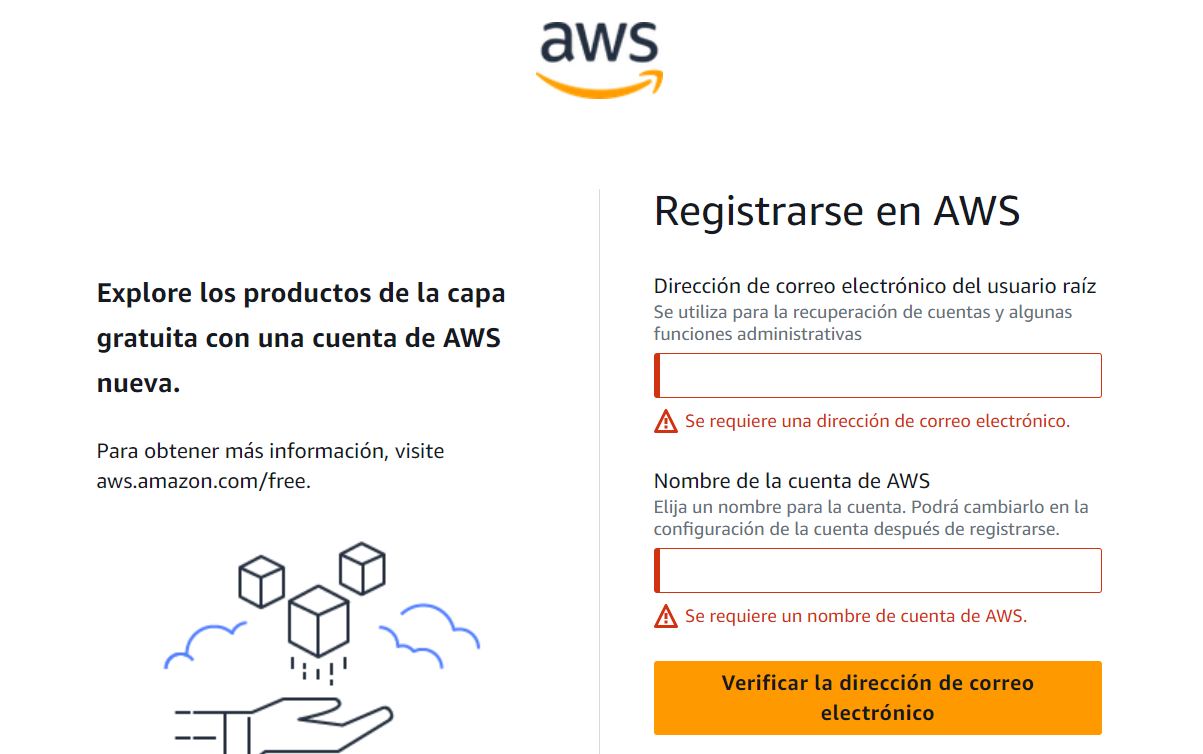 aws
Explore los productos de la capa
gratuita con una cuenta de AWS
nueva.
Para obtener más información, visite
aws.amazon.com/free.
Registrarse en AWS
Dirección de correo electrónico del usuario raíz
Se utiliza para la recuperación de cuentas y algunas
funciones administrativas
Se requiere una dirección de correo electrónico.
Nombre de la cuenta de AWS
Elija un nombre para la cuenta. Podrá cambiarlo en la
configuración de la cuenta después de registrarse.
Se requiere un nombre de cuenta de AWS.
Verificar la dirección de correo
electrónico